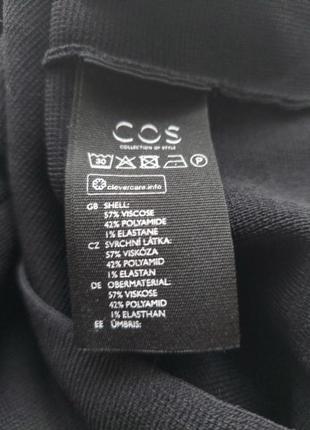 COS
COLLECTION OF STYLE
30 P
clevercare.info
GB SHELL:
57% VISCOSE
42% POLYAMIDE
1% ELASTANE
CZ SVRCHNÍ LÁTKA:
57% VISKÓZA
42% POLYAMID
1% ELASTAN
DE OBERMATERIAL:
57% VISKOSE
42% POLYAMID
1% ELASTHAN
EE ÜMBRIS: